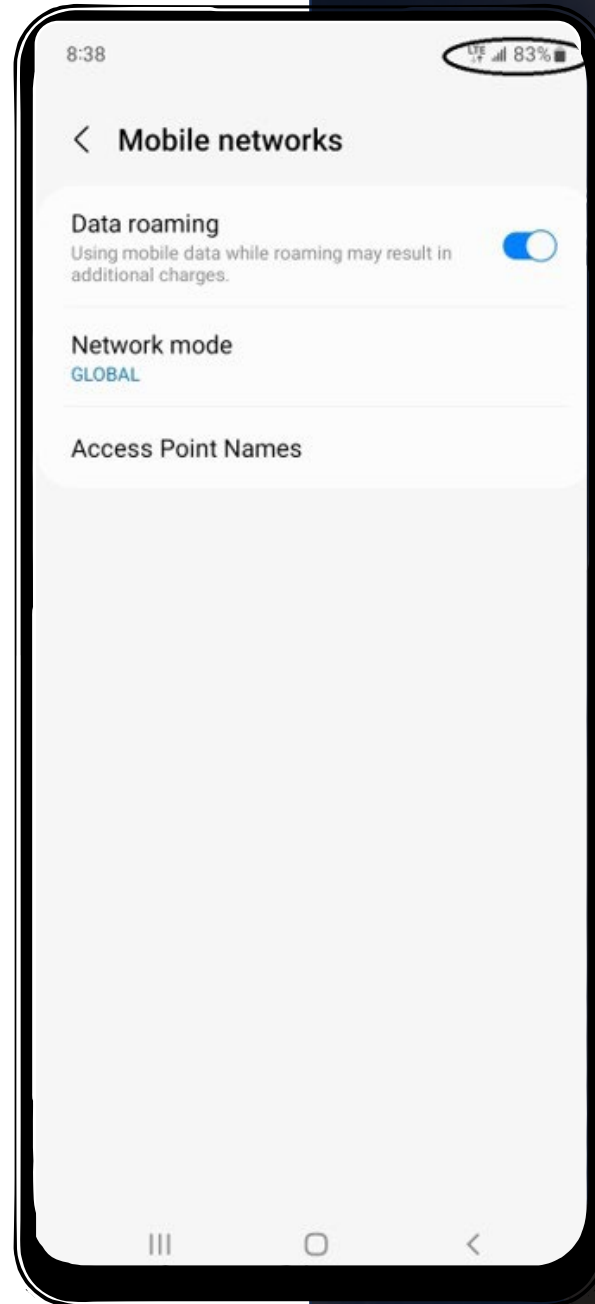 8:38
LTE 83%
Mobile networks
Data roaming
Using mobile data while roaming may result in
additional charges.
Network mode
GLOBAL
Access Point Names